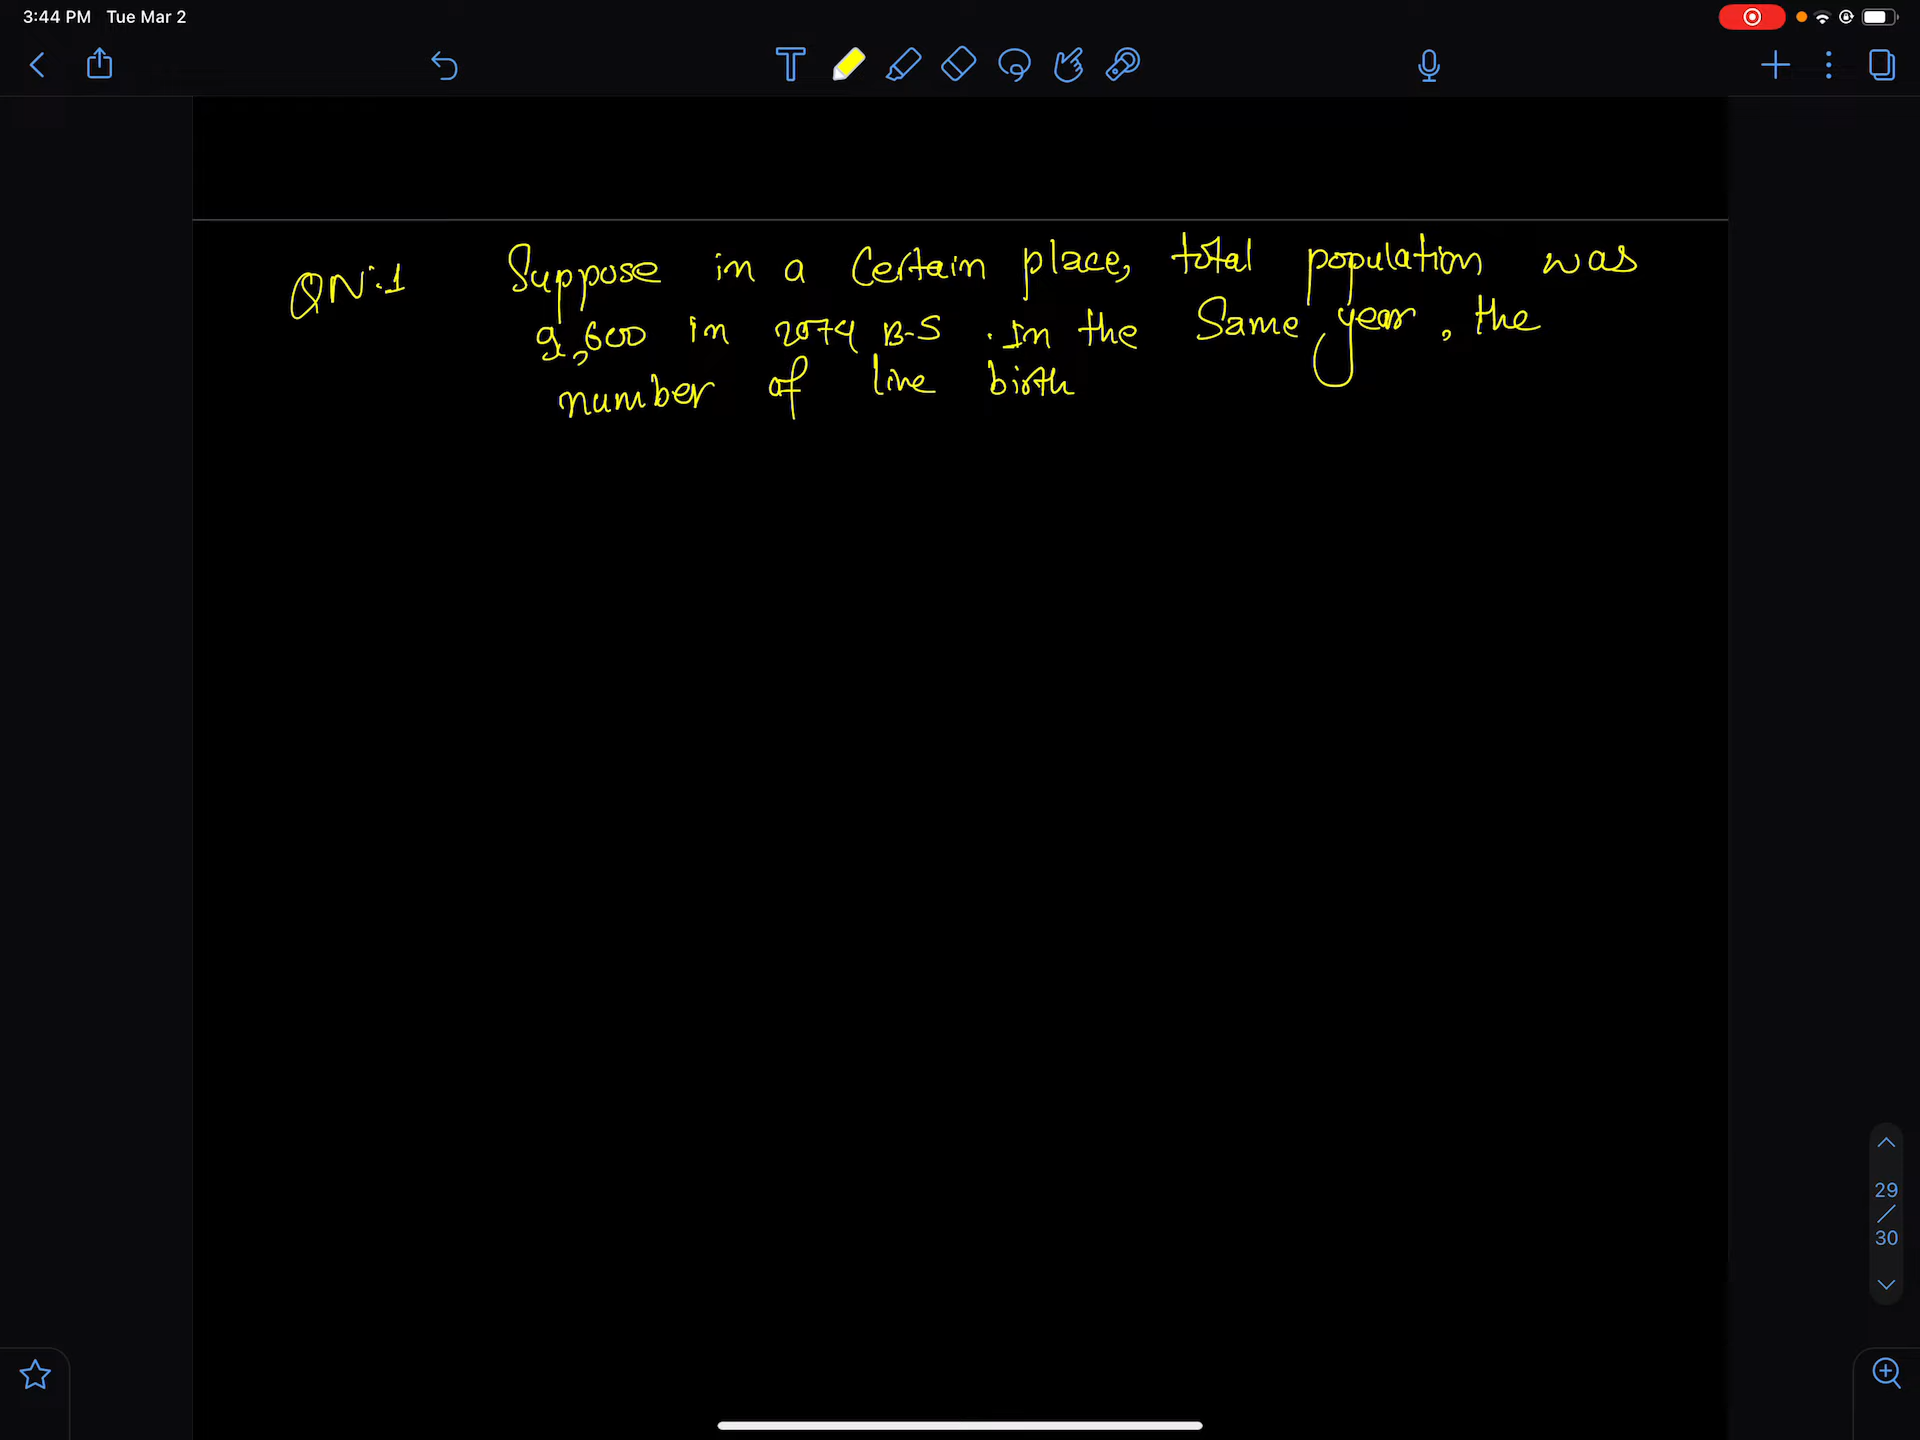 3:44 PM Tue Mar 2
QN:1 Suppose in a Certain place, total population was
9,600 in 2074 B-S . In the Same year, the
number of live birth
29
/
30